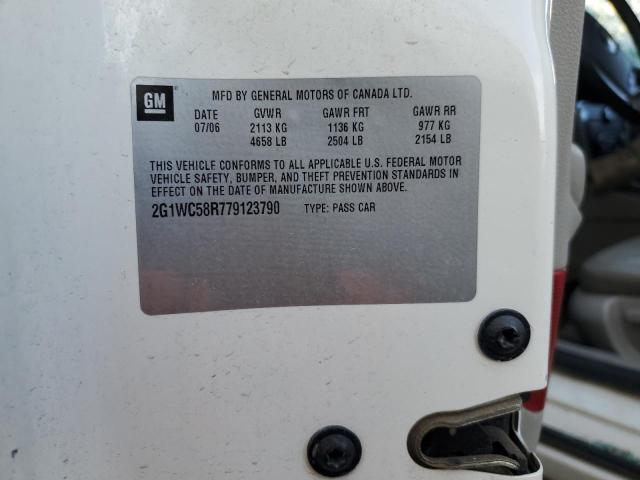 GM
MFD BY GENERAL MOTORS OF CANADA LTD.
DATE GVWR GAWR FRT GAWR RR
07/06 2113 KG 1136 KG 977 KG
4658 LB 2504 LB 2154 LB
THIS VEHICLE CONFORMS TO ALL APPLICABLE U.S. FEDERAL MOTOR
VEHICLE SAFETY, BUMPER, AND THEFT PREVENTION STANDARDS IN
EFFECT ON THE DATE OF MANUFACTURE SHOWN ABOVE.
2G1WC58R779123790 TYPE: PASS CAR